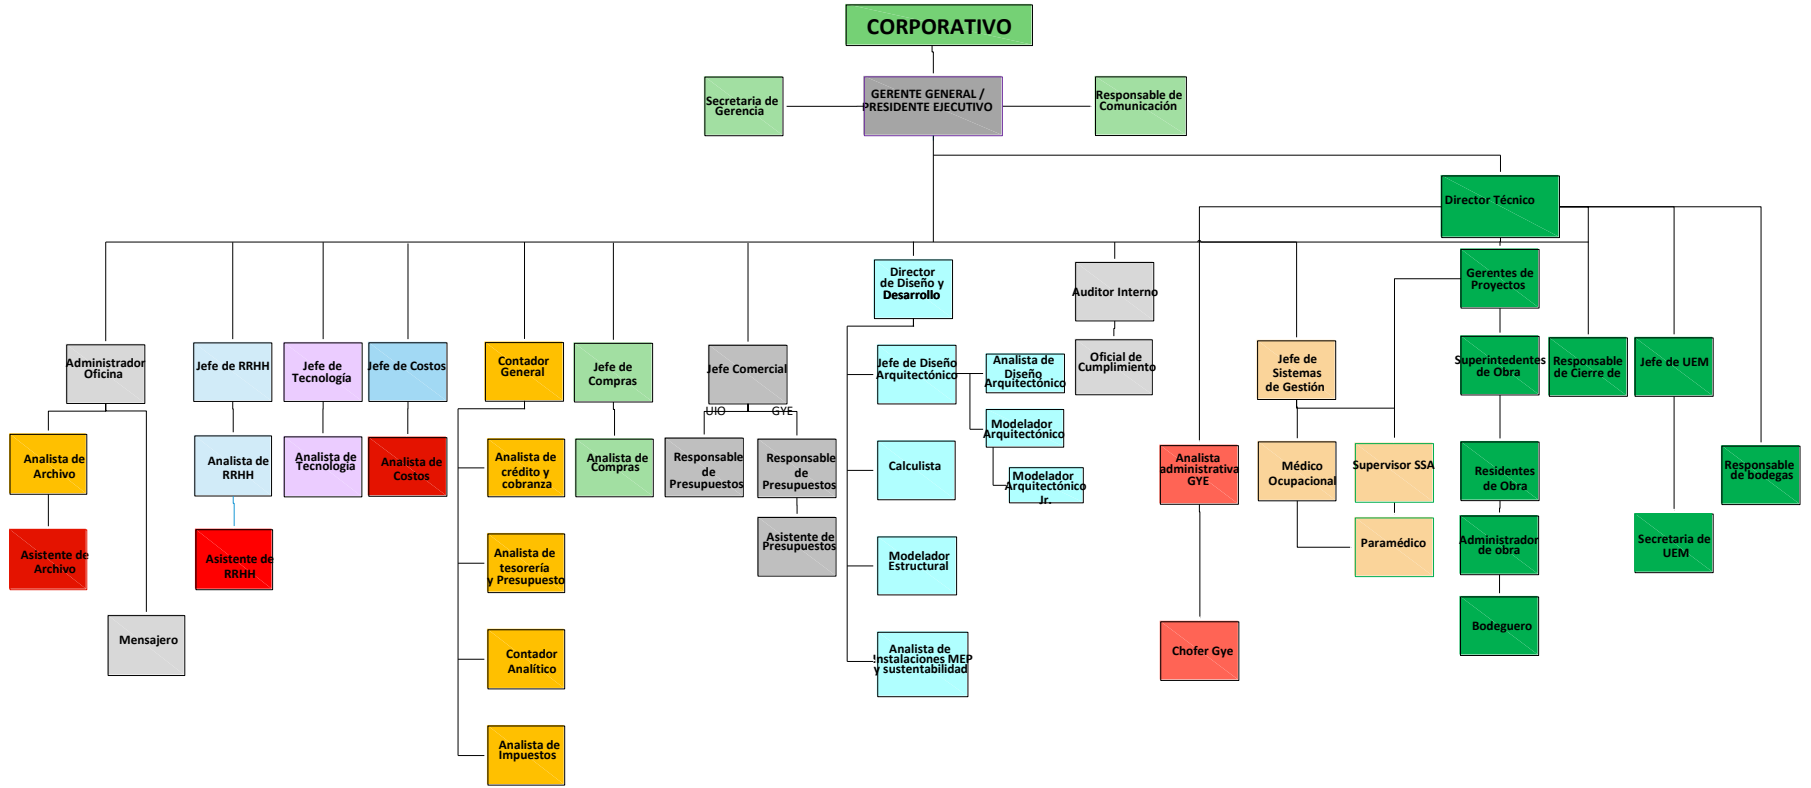 CORPORATIVO
Secretaria de
Gerencia
GERENTE GENERAL /
PRESIDENTE EJECUTIVO
Responsable de
Comunicación
Director Técnico
Director
de Diseño y
Desarrollo
Auditor Interno
Gerentes de
Proyectos
Administrador
Oficina
Jefe de RRHH
Jefe de
Tecnología
Jefe de Costos
Contador
General
Jefe de
Compras
Jefe Comercial
UIO
GYE
Jefe de Diseño
Arquitectónico
Analista de
Diseño
Arquitectónico
Oficial de
Cumplimiento
Jefe de
Sistemas
de Gestión
Superintedentes
de Obra
Responsable
de Cierre de
Jefe de UEM
Modelador
Arquitectónico
Analista de
Archivo
Analista de
RRHH
Analista de
Tecnología
Analista de
Costos
Analista de
crédito y
cobranza
Analista de
Compras
Responsable
de
Presupuestos
Responsable
de
Presupuestos
Calculista
Modelador
Arquitectónico
Jr.
Analista
administrativa
GYE
Médico
Ocupacional
Supervisor SSA
Residentes
de Obra
Responsable
de bodegas
Asistente de
Archivo
Asistente de
RRHH
Analista de
tesorería
y Presupuesto
Asistente de
Presupuestos
Modelador
Estructural
Paramédico
Administrador
de obra
Secretaria de
UEM
Mensajero
Contador
Analítico
Analista de
Instalaciones MEP
y sustentabilidad
Chofer Gye
Bodeguero
Analista de
Impuestos